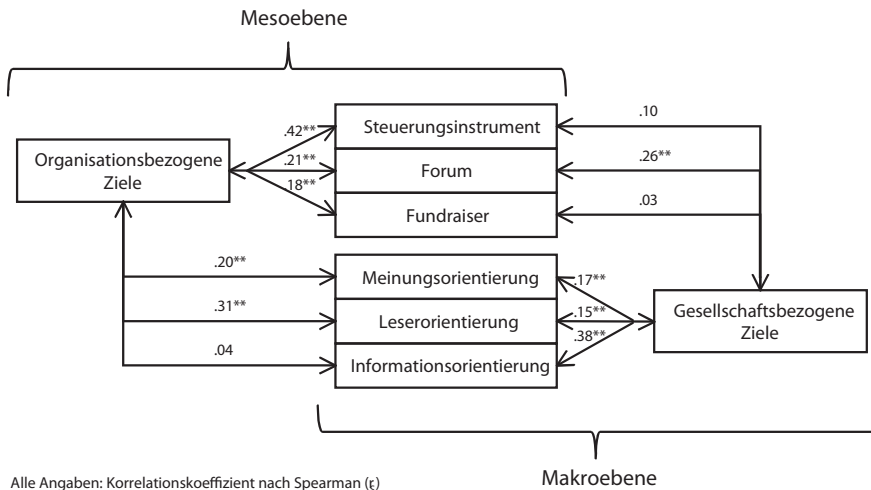 Mesoebene
Steuerungsinstrument
Forum
Fundraiser
Organisationsbezogene
Ziele
.42**
.21**
.18**
.10
.26**
.03
.20**
.31**
.04
Meinungsorientierung
Leserorientierung
Informationsorientierung
.17**
.15**
.38**
Gesellschaftsbezogene
Ziele
Makroebene
Alle Angaben: Korrelationskoeffizient nach Spearman (ξ)